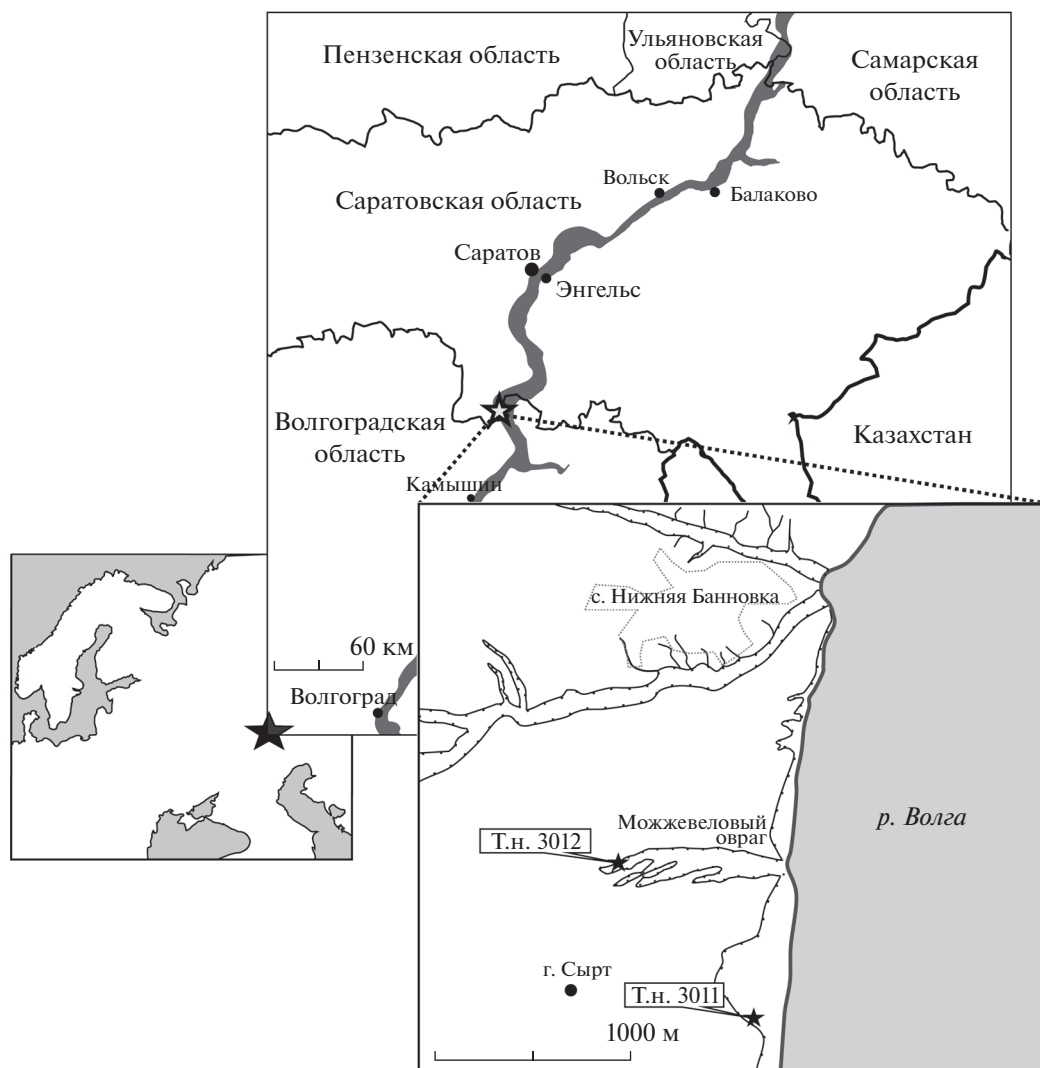 Пензенская область
Ульяновская
область
Самарская
область
Вольск
Балаково
Саратовская область
Саратов
Энгельс
Волгоградская
область
Казахстан
Камышин
с. Нижняя Банновка
60 км
Волгоград
Можжевеловый
овраг
р. Волга
Т.н. 3012
г. Сырт
Т.н. 3011
1000 м